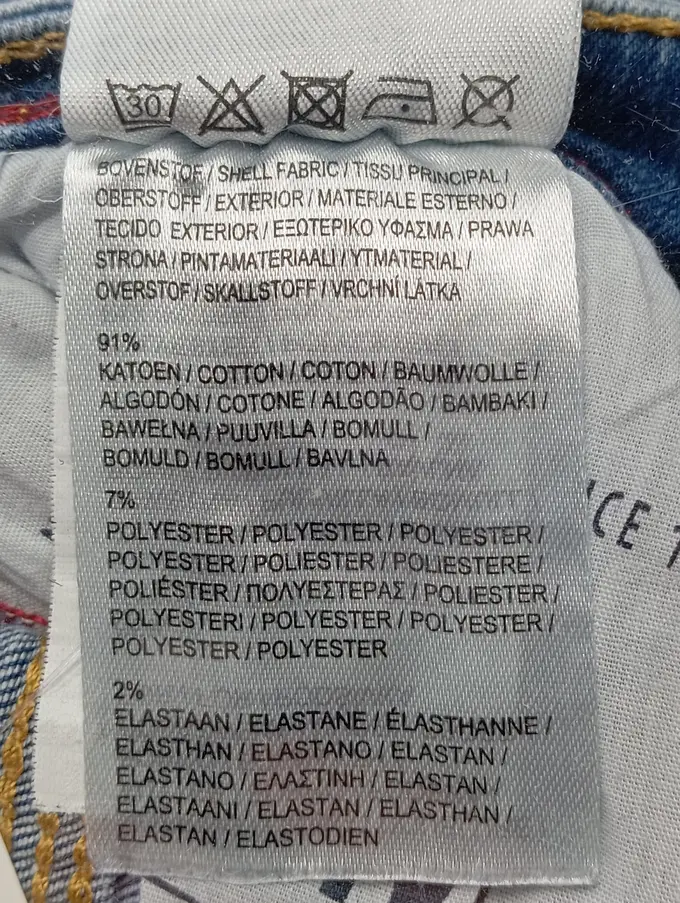 30
BOVENSTOF / SHELL FABRIC / TISSU PRINCIPAL /
OBERSTOFF / EXTERIOR / MATERIALE ESTERNO /
TECIDO EXTERIOR / ΕΞΩΤΕΡΙΚΟ ΥΦΑΣΜΑ / PRAWA
STRONA / PINTAMATERIAALI / YTMATERIAL /
OVERSTOF / SKALLSTOFF / VRCHNÍ LÁTKA
91%
KATOEN / COTTON / COTON / BAUMWOLLE /
ALGODÓN / COTONE / ALGODÃO / BAMBAKI /
BAWEŁNA / PUUVILLA / BOMULL /
BOMULD / BOMULL / BAVLNA
7%
POLYESTER / POLYESTER / POLYESTER /
POLYESTER / POLIESTER / POLIESTERE /
POLIÉSTER / ΠΟΛΥΕΣΤΕΡΑΣ / POLIESTER /
POLYESTERI / POLYESTER / POLYESTER /
POLYESTER / POLYESTER
2%
ELASTAAN / ELASTANE / ÉLASTHANNE /
ELASTHAN / ELASTANO / ELASTAN /
ELASTANO / ΕΛΑΣΤΙΝΗ / ELASTAN /
ELASTAANI / ELASTAN / ELASTHAN /
ELASTAN / ELASTODIEN